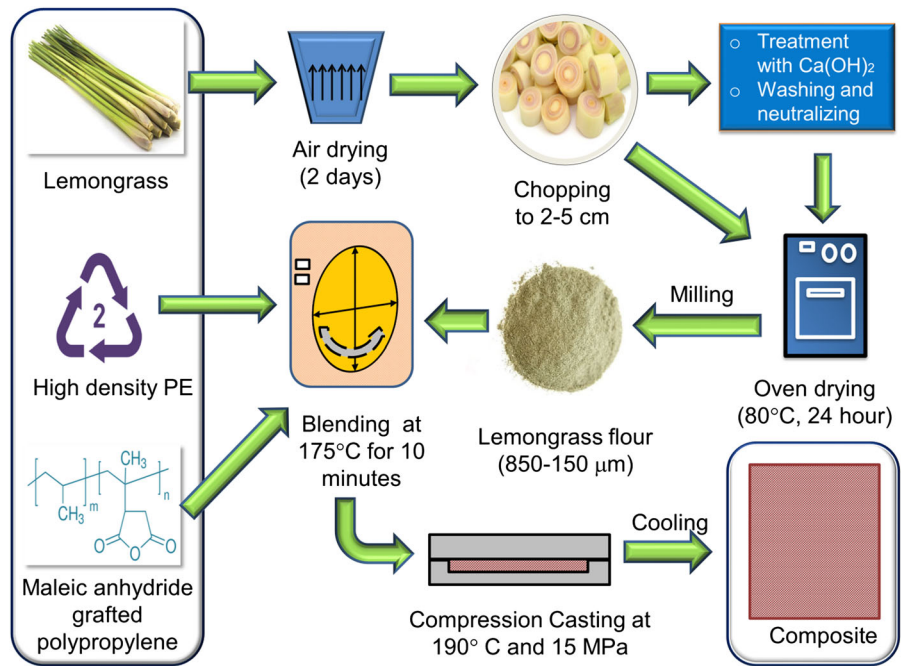 Lemongrass
Air drying
(2 days)
Chopping
to 2-5 cm
o Treatment
with Ca(OH)₂
o Washing and
neutralizing
2
High density PE
Blending at
175°C for 10
minutes
Milling
Lemongrass flour
(850-150 μm)
Oven drying
(80°C, 24 hour)
CH₃
CH₃
m
n
O
O
O
Maleic anhydride
grafted
polypropylene
Compression Casting at
190° C and 15 MPa
Cooling
Composite